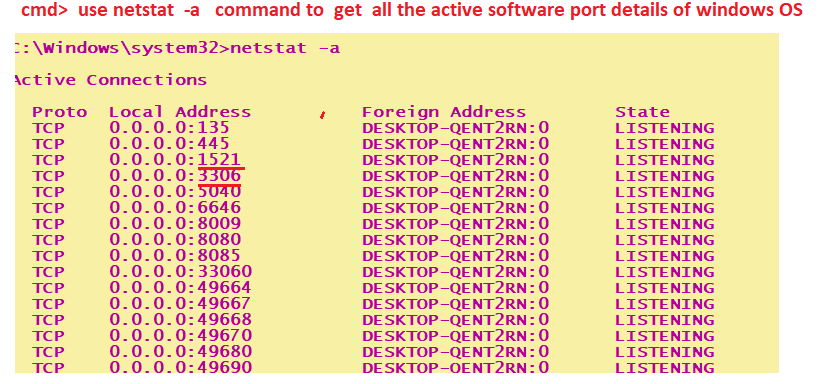 cmd> use netstat -a command to get all the active software port details of windows OS
:\Windows\system32>netstat -a
Active Connections
Proto Local Address Foreign Address State
TCP 0.0.0.0:135 DESKTOP-QENT2RN:0 LISTENING
TCP 0.0.0.0:445 DESKTOP-QENT2RN:0 LISTENING
TCP 0.0.0.0:1521 DESKTOP-QENT2RN:0 LISTENING
TCP 0.0.0.0:3306 DESKTOP-QENT2RN:0 LISTENING
TCP 0.0.0.0:5040 DESKTOP-QENT2RN:0 LISTENING
TCP 0.0.0.0:6646 DESKTOP-QENT2RN:0 LISTENING
TCP 0.0.0.0:8009 DESKTOP-QENT2RN:0 LISTENING
TCP 0.0.0.0:8080 DESKTOP-QENT2RN:0 LISTENING
TCP 0.0.0.0:8085 DESKTOP-QENT2RN:0 LISTENING
TCP 0.0.0.0:33060 DESKTOP-QENT2RN:0 LISTENING
TCP 0.0.0.0:49664 DESKTOP-QENT2RN:0 LISTENING
TCP 0.0.0.0:49667 DESKTOP-QENT2RN:0 LISTENING
TCP 0.0.0.0:49668 DESKTOP-QENT2RN:0 LISTENING
TCP 0.0.0.0:49670 DESKTOP-QENT2RN:0 LISTENING
TCP 0.0.0.0:49680 DESKTOP-QENT2RN:0 LISTENING
TCP 0.0.0.0:49690 DESKTOP-QENT2RN:0 LISTENING